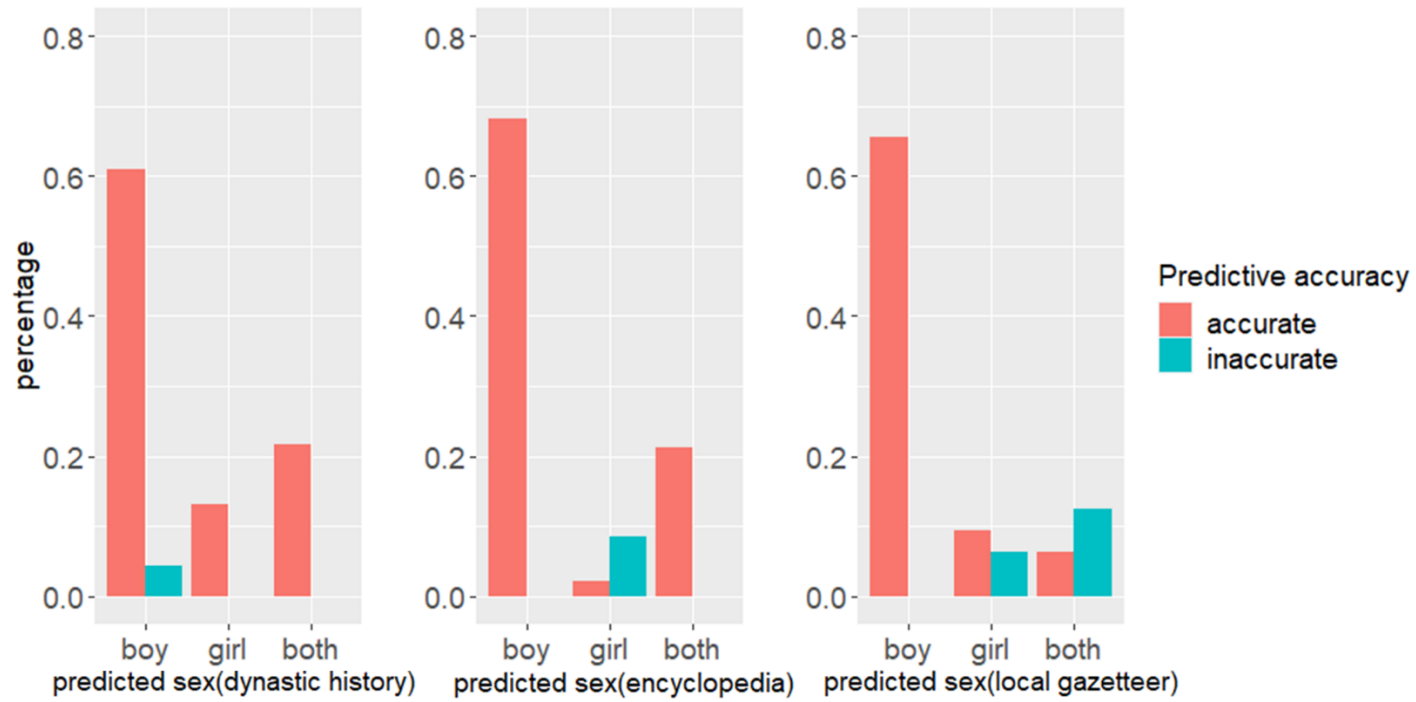 percentage
0.8
0.6
0.4
0.2
0.0
boy girl both
predicted sex(dynastic history)
0.8
0.6
0.4
0.2
0.0
boy girl both
predicted sex(encyclopedia)
0.8
0.6
0.4
0.2
0.0
boy girl both
predicted sex(local gazetteer)
Predictive accuracy
accurate
inaccurate